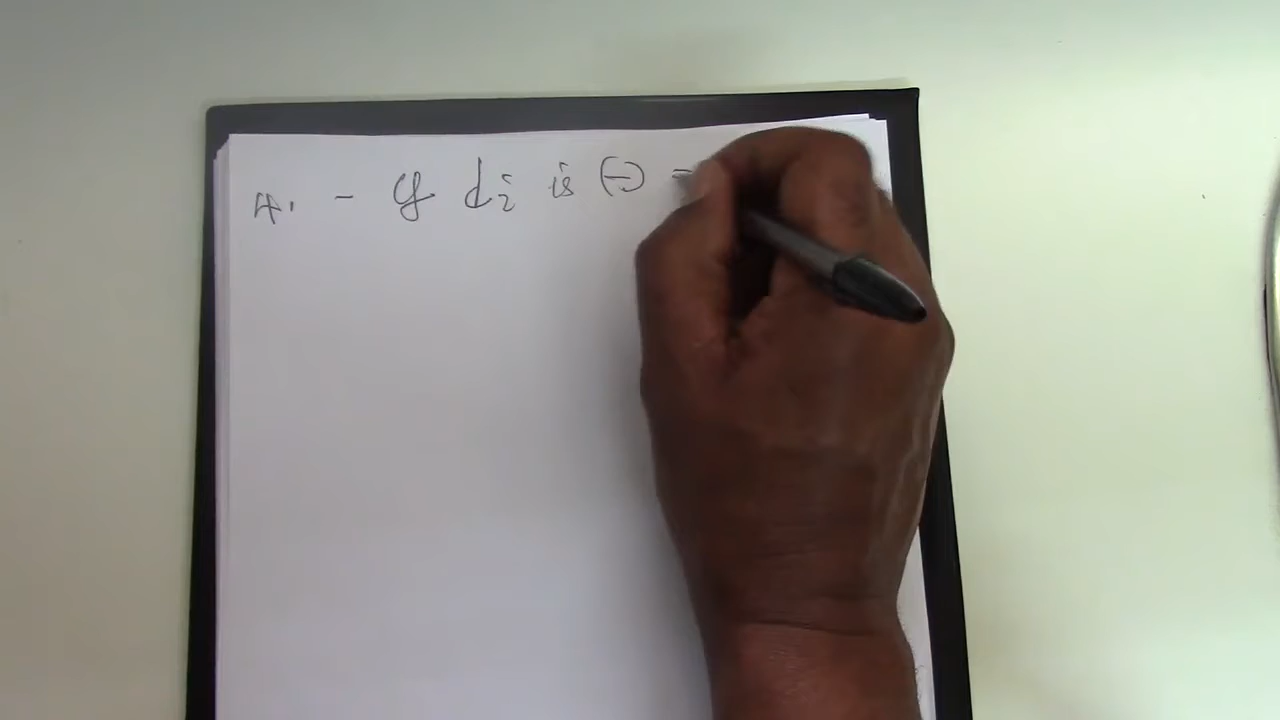 4. - If di is (-) =